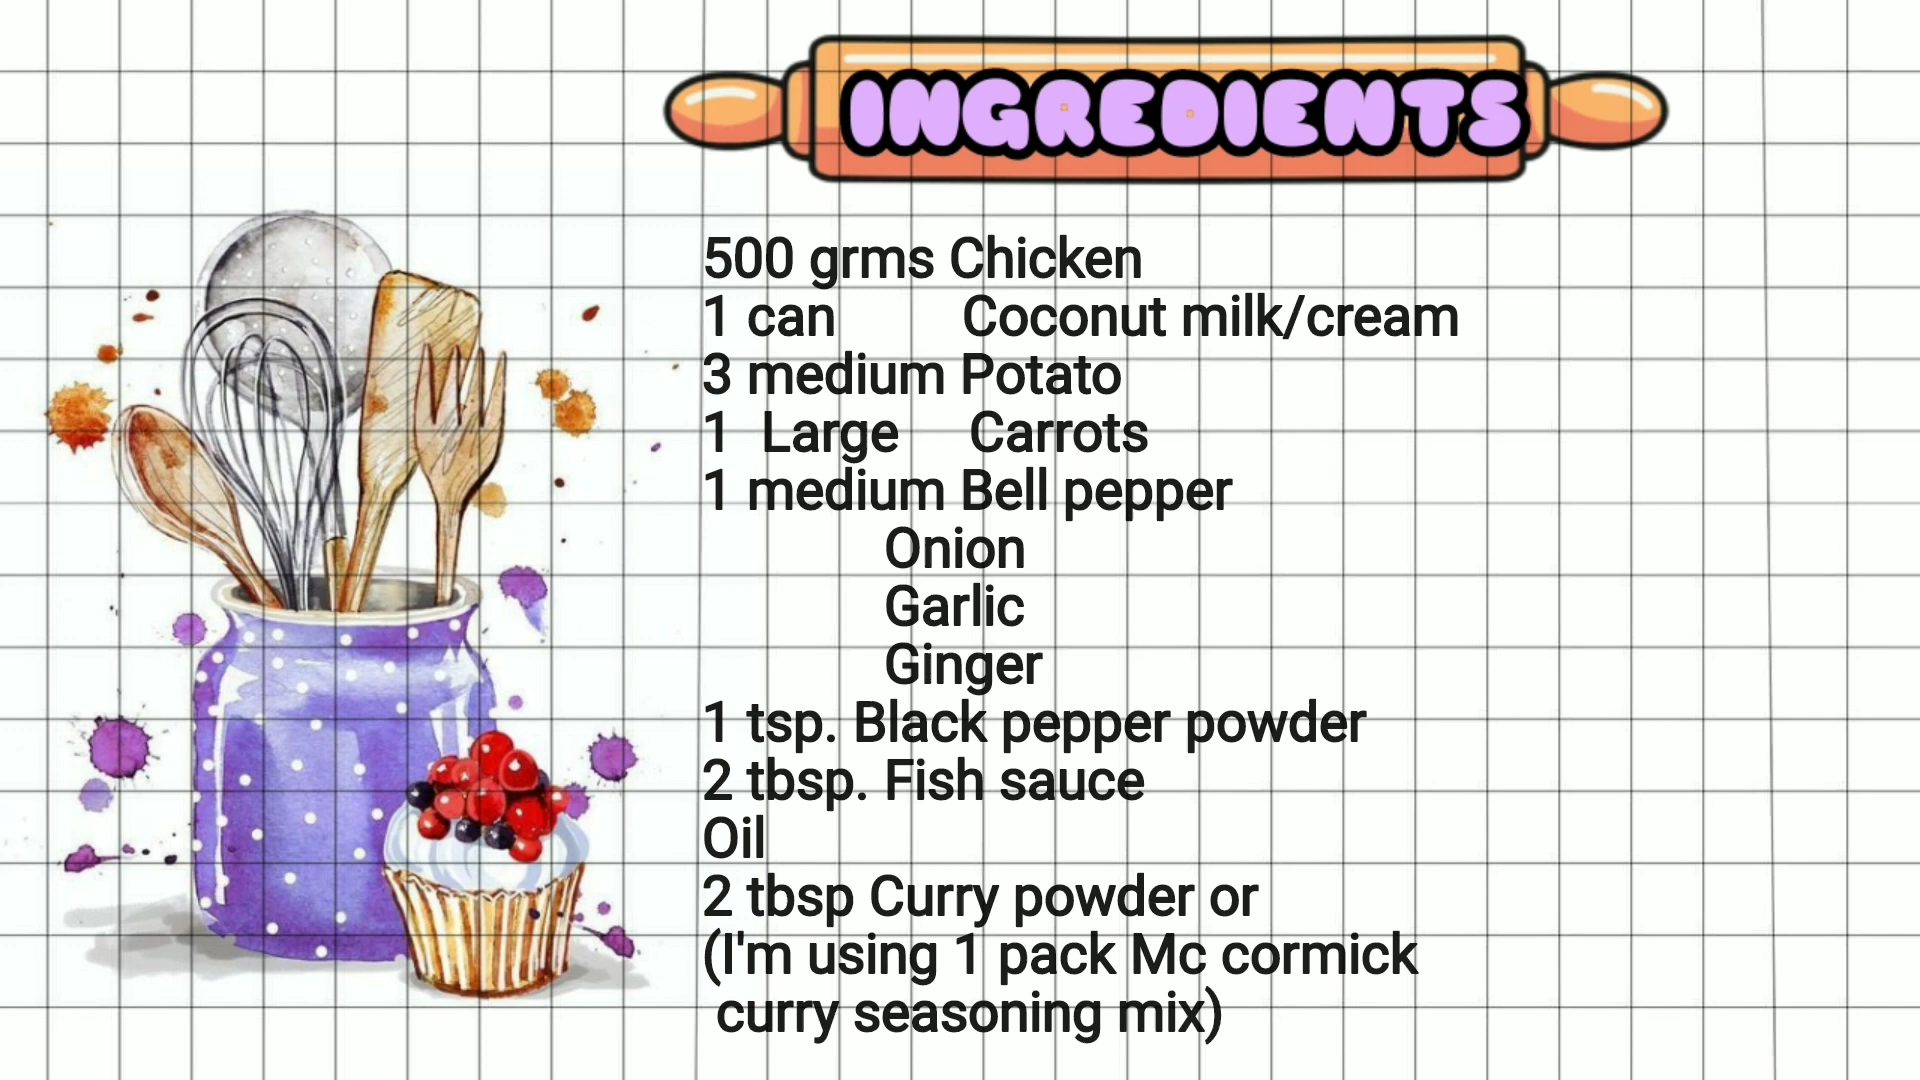 INGREDIENTS
500 grms Chicken
1 can Coconut milk/cream
3 medium Potato
1 Large Carrots
1 medium Bell pepper
Onion
Garlic
Ginger
1 tsp. Black pepper powder
2 tbsp. Fish sauce
Oil
2 tbsp Curry powder or
(I'm using 1 pack Mc cormick
curry seasoning mix)